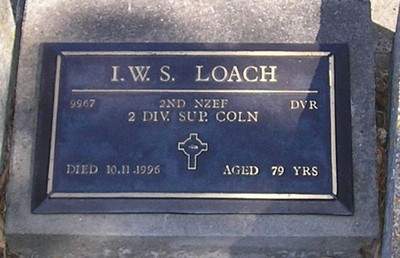 I. W. S. LOACH
9967 2ND NZEF DVR
2 DIV. SUP. COLN
DIED 10.11.1996 AGED 79 YRS